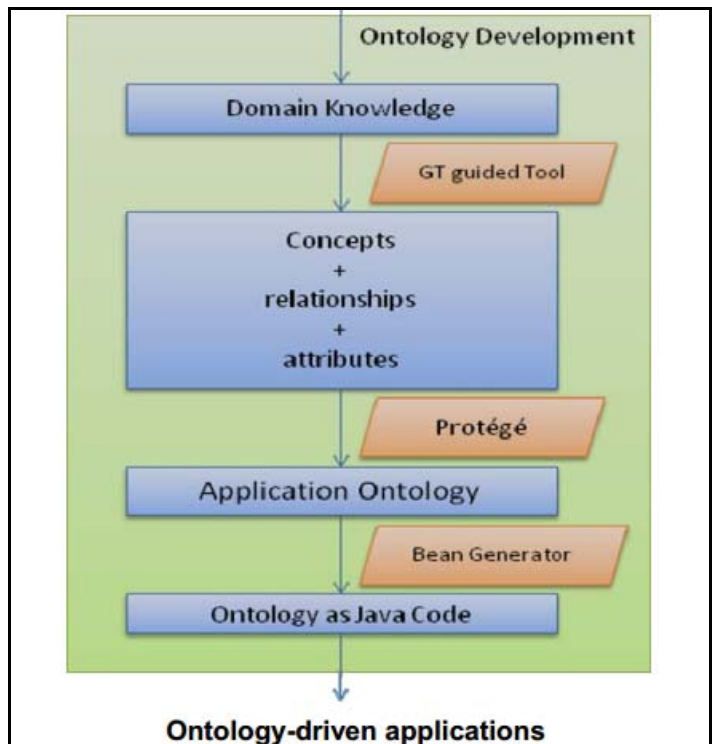 Ontology Development
Domain Knowledge
GT guided Tool
Concepts
+
relationships
+
attributes
Protégé
Application Ontology
Bean Generator
Ontology as Java Code
Ontology-driven applications